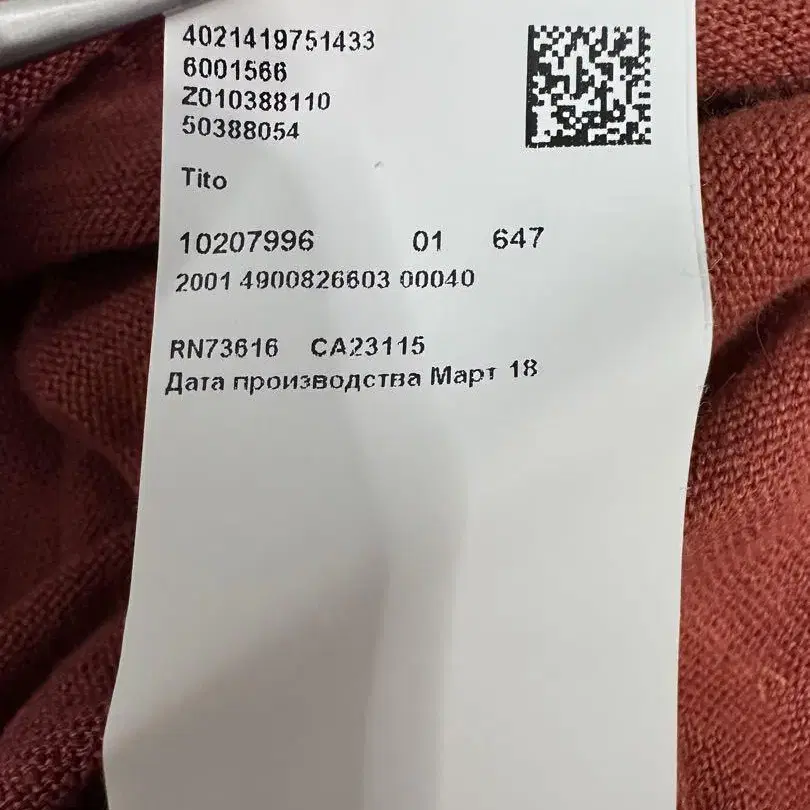 4021419751433
6001566
Z010388110
50388054
Tito
10207996 01 647
2001 4900826603 00040
RN73616 CA23115
Дата производства Март 18